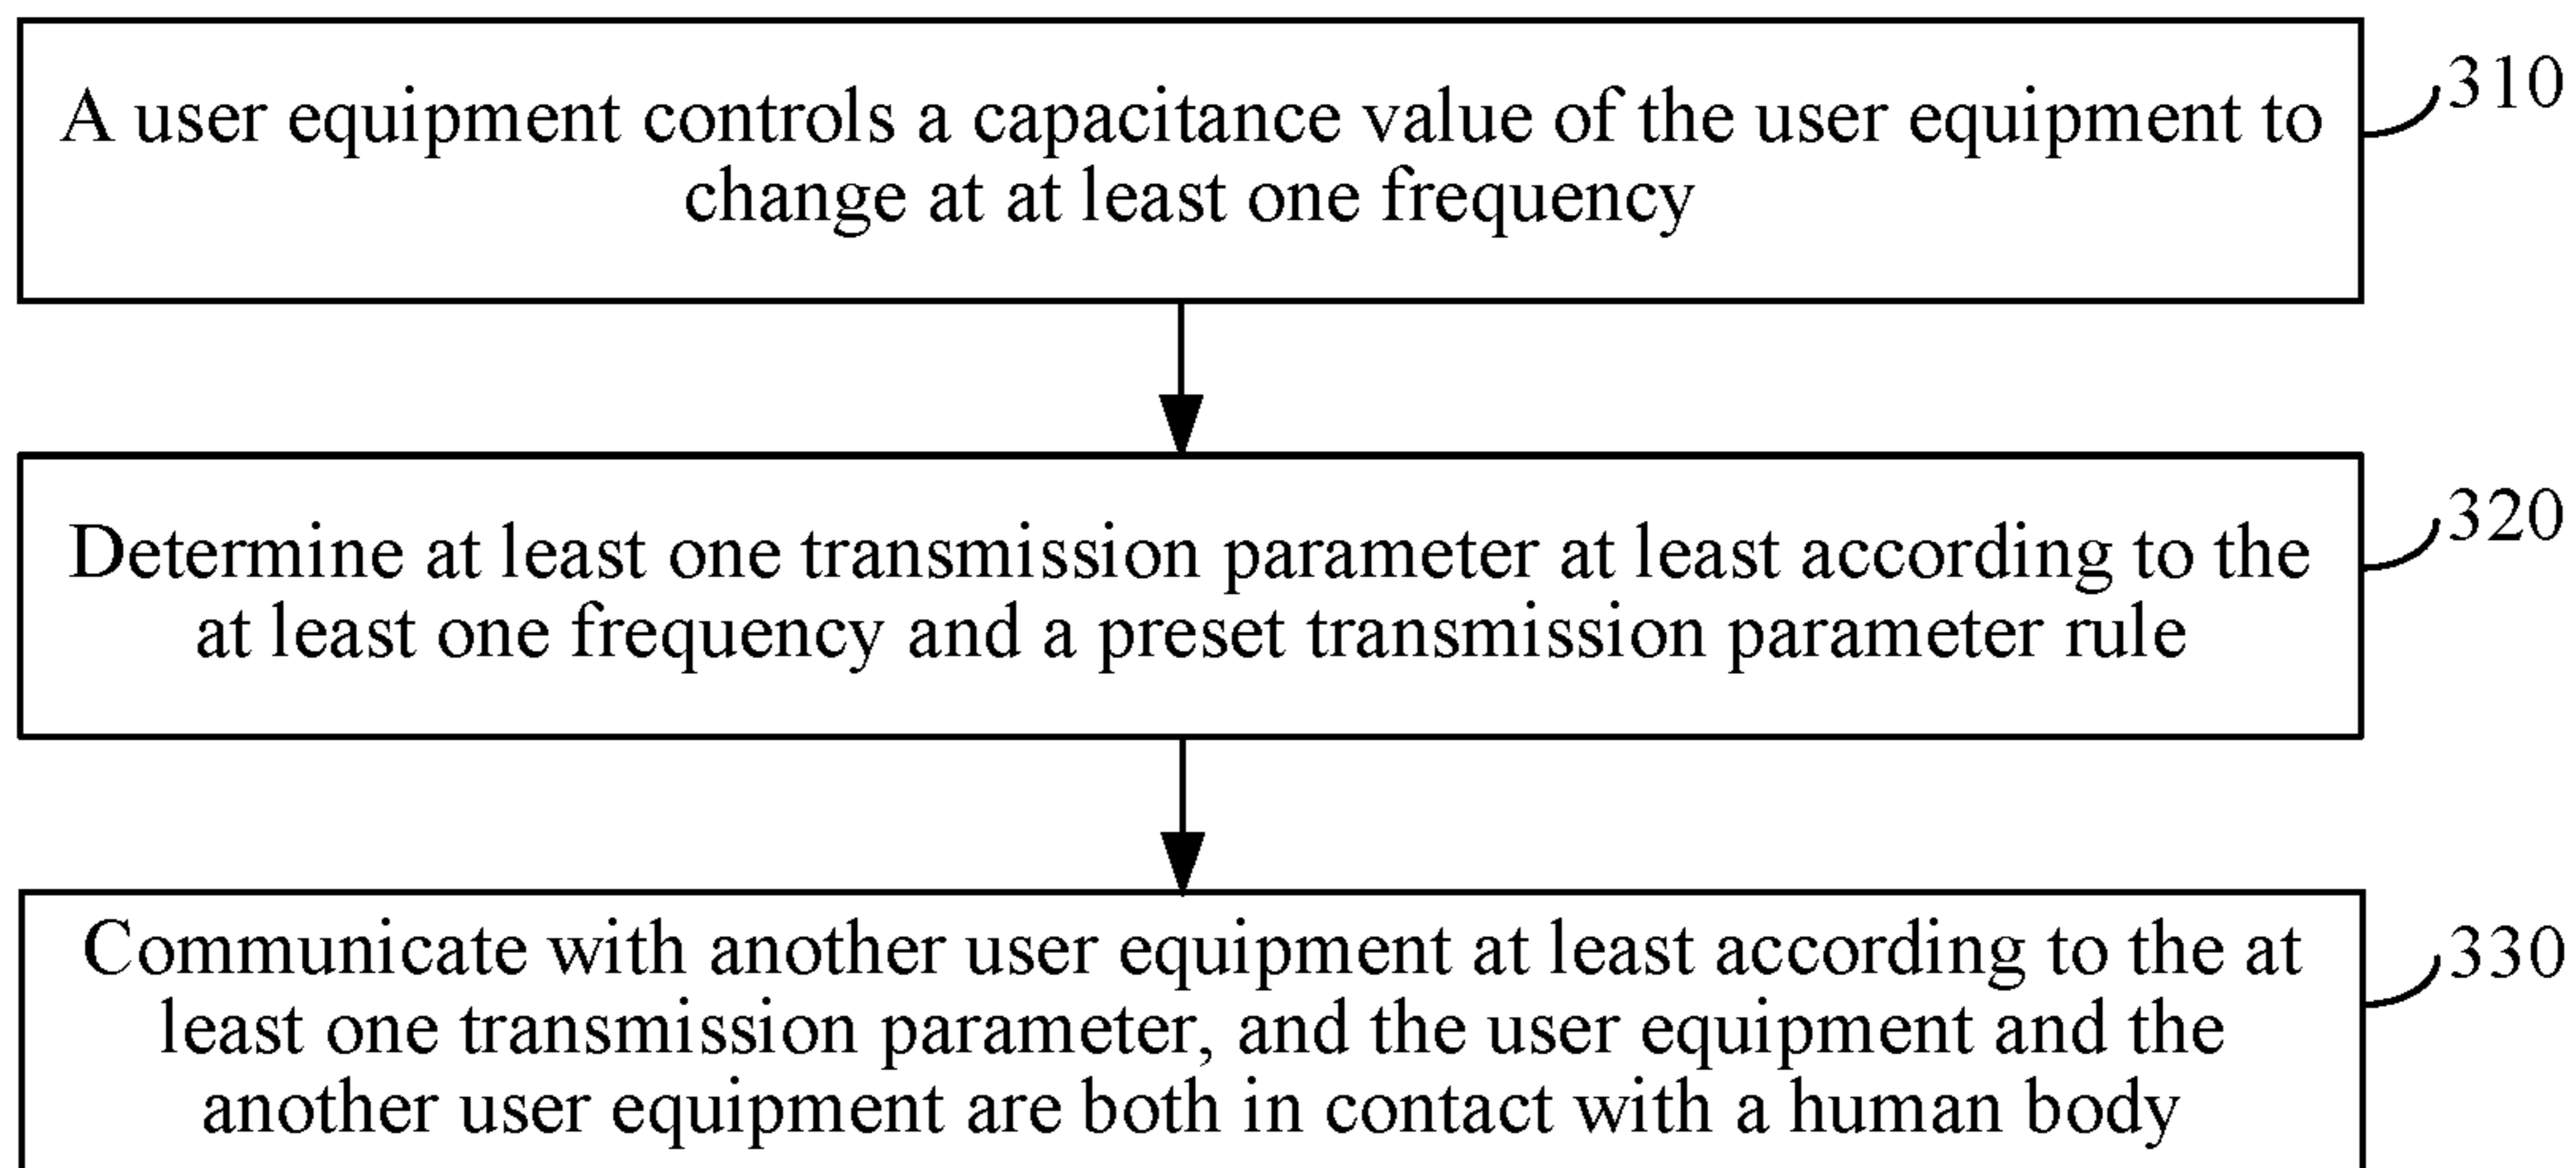 A user equipment controls a capacitance value of the user equipment to
change at at least one frequency
310
Determine at least one transmission parameter at least according to the
at least one frequency and a preset transmission parameter rule
320
Communicate with another user equipment at least according to the at
least one transmission parameter, and the user equipment and the
another user equipment are both in contact with a human body
330